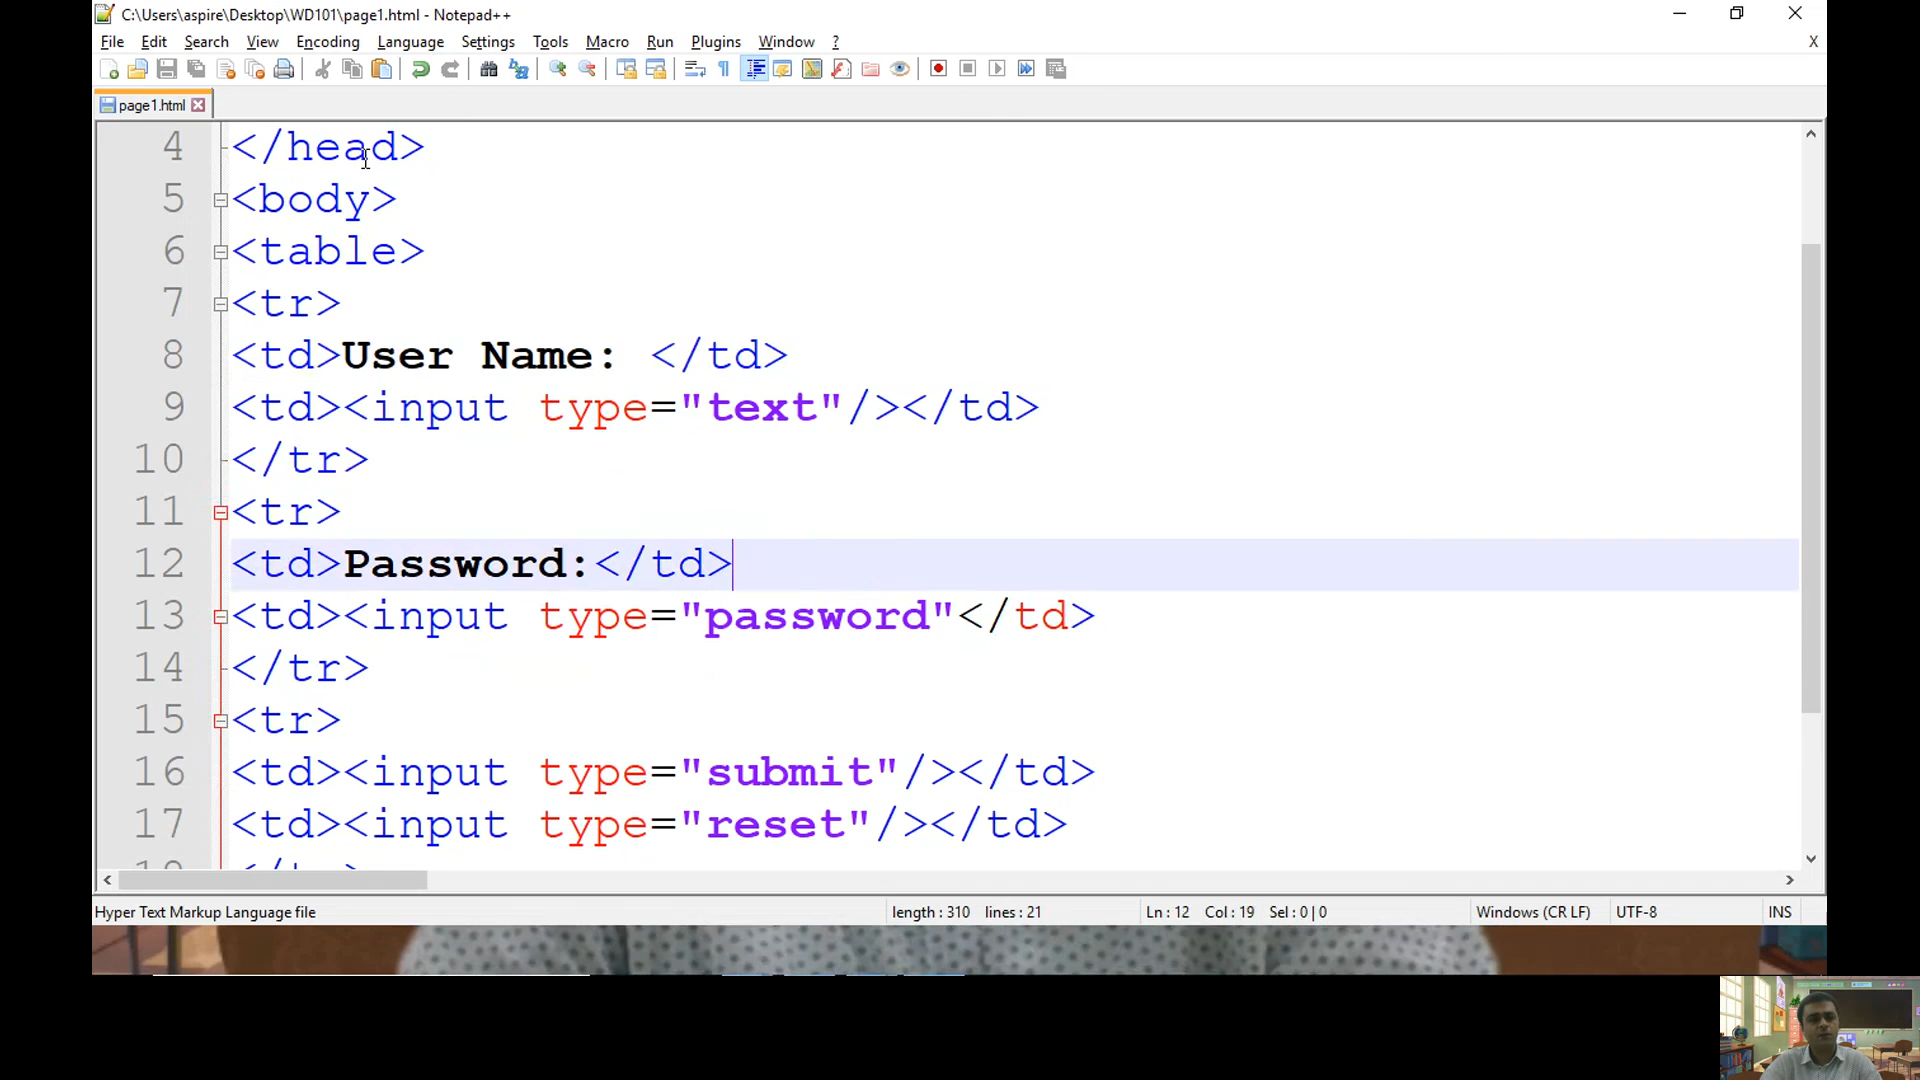 C:\Users\aspire\Desktop\WD101\page1.html - Notepad++
File Edit Search View Encoding Language Settings Tools Macro Run Plugins Window ? X
page1.html
4 </head>
5 <body>
6 <table>
7 <tr>
8 <td>User Name: </td>
9 <td><input type="text"/></td>
10 </tr>
11 <tr>
12 <td>Password:</td>
13 <td><input type="password"</td>
14 </tr>
15 <tr>
16 <td><input type="submit"/></td>
17 <td><input type="reset"/></td>
Hyper Text Markup Language file length : 310 lines : 21 Ln : 12 Col : 19 Sel : 0 | 0 Windows (CR LF) UTF-8 INS